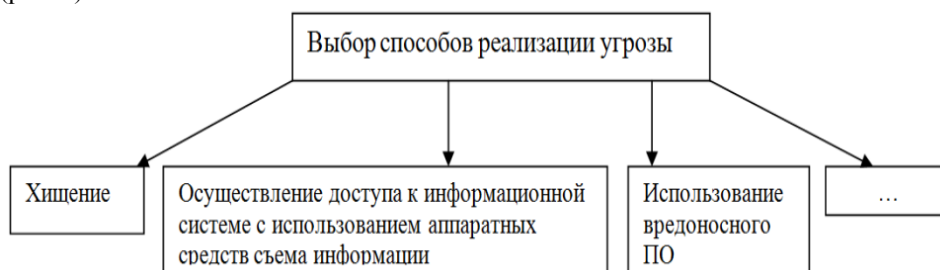 Выбор способов реализации угрозы
Хищение
Осуществление доступа к информационной
системе с использованием аппаратных
средств съема информации
Использование
вредоносного
ПО
…